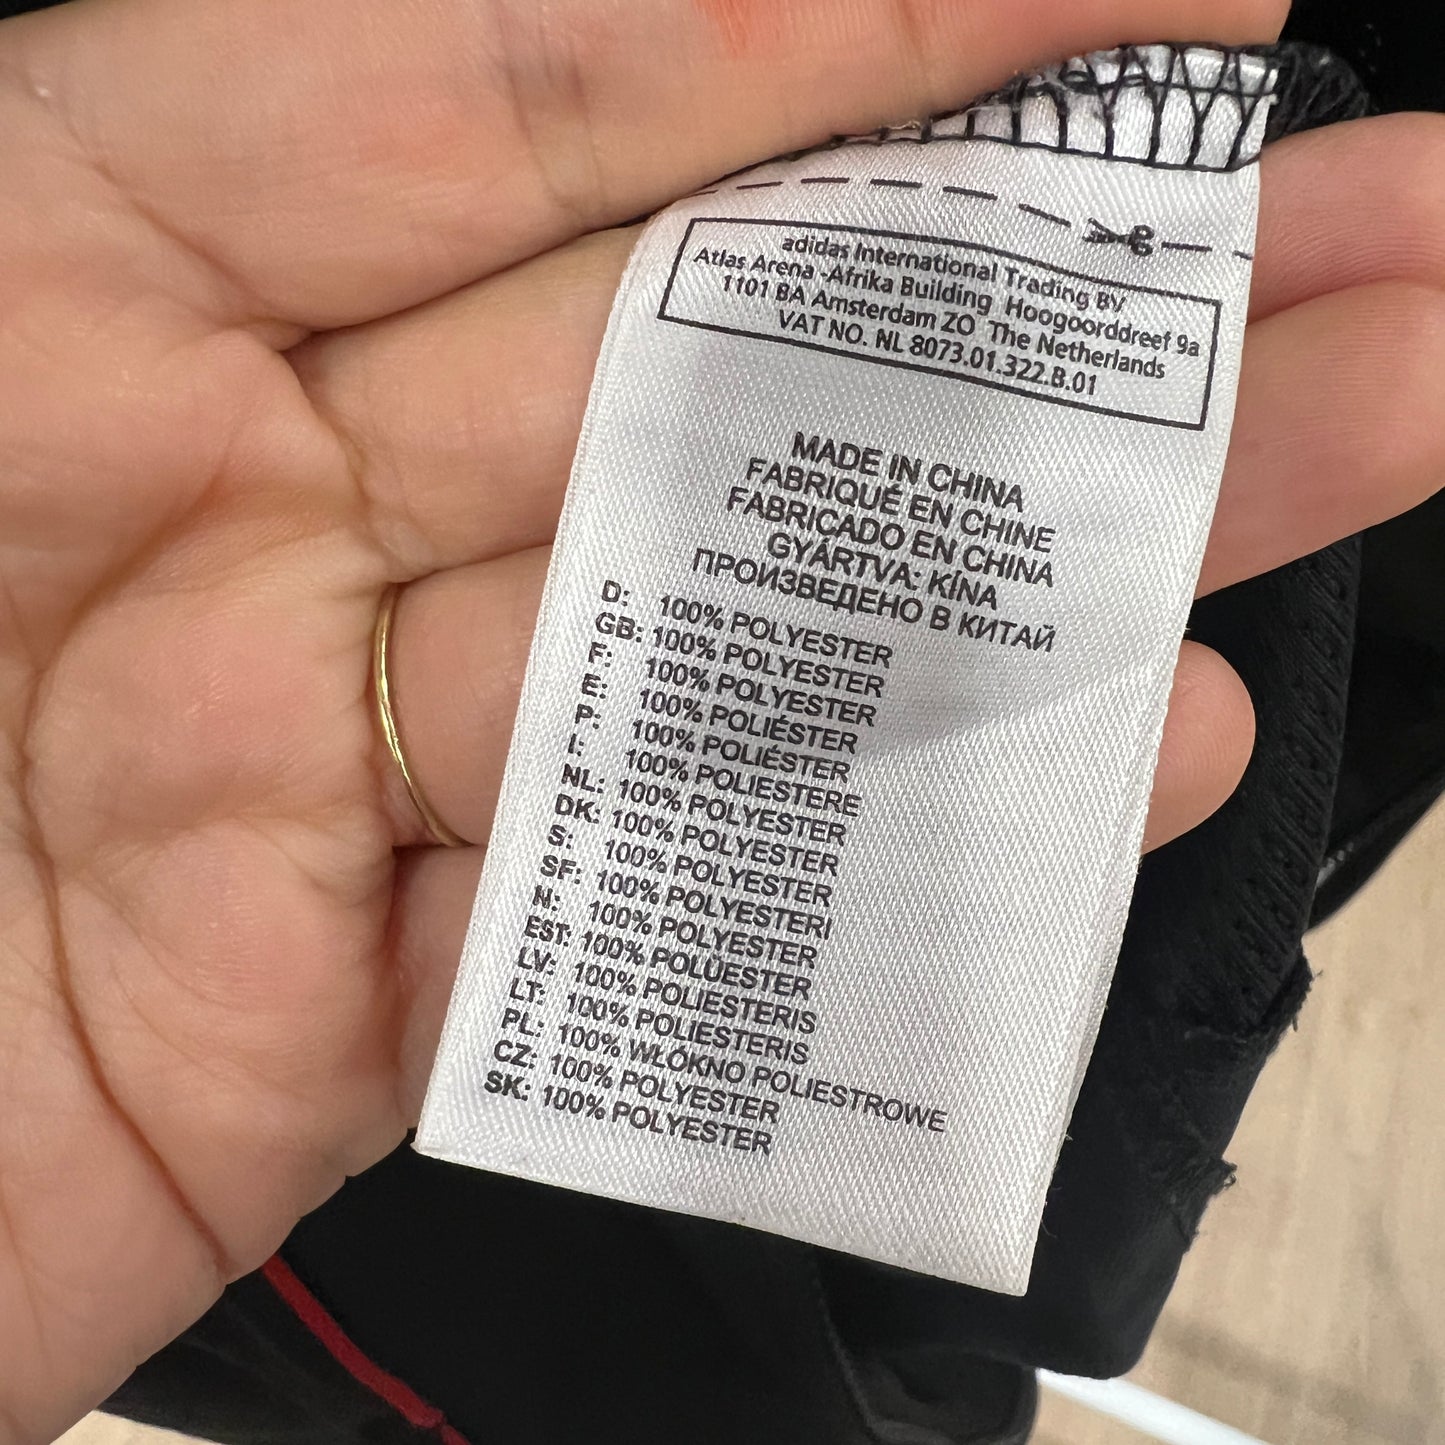 adidas International Trading BV
Atlas Arena -Afrika Building Hoogoorddreef 9a
1101 BA Amsterdam ZO The Netherlands
VAT NO. NL 8073.01.322.B.01
MADE IN CHINA
FABRIQUÉ EN CHINE
FABRICADO EN CHINA
GYÁRTVA: KÍNA
ПРОИЗВЕДЕНО В КИТАЙ
D: 100% POLYESTER
GB: 100% POLYESTER
F: 100% POLYESTER
E: 100% POLIÉSTER
P: 100% POLIÉSTER
I: 100% POLIESTERE
NL: 100% POLYESTER
DK: 100% POLYESTER
S: 100% POLYESTER
SF: 100% POLYESTERI
N: 100% POLYESTER
EST: 100% POLÜESTER
LV: 100% POLIESTERIS
LT: 100% POLIESTERIS
PL: 100% WŁÓKNO POLIESTROWE
CZ: 100% POLYESTER
SK: 100% POLYESTER